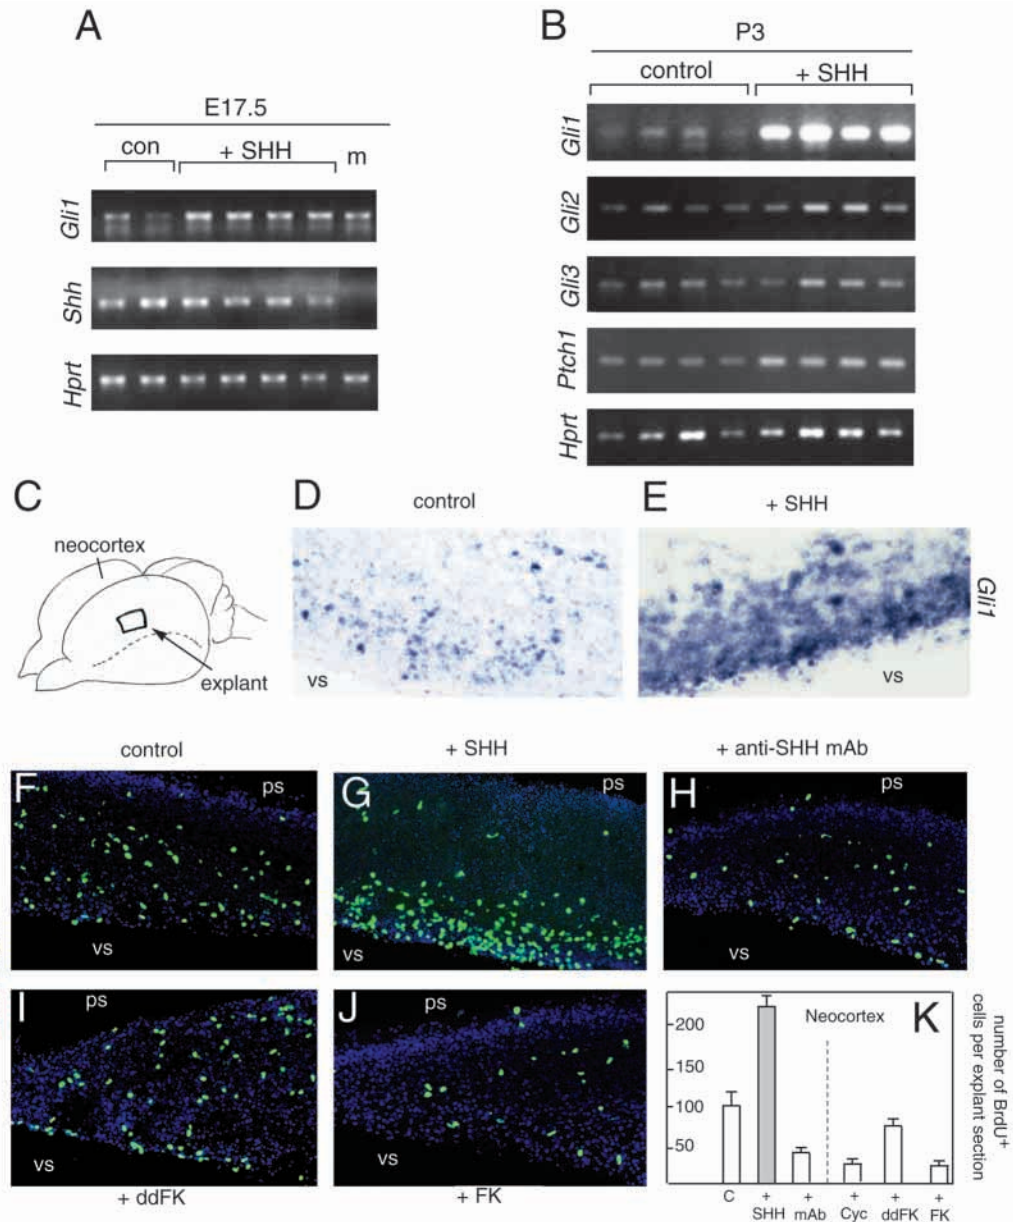 A
E17.5
con
+ SHH
m
Gli1
Shh
Hprt
B
P3
control
+ SHH
Gli1
Gli2
Gli3
Ptch1
Hprt
C
neocortex
explant
D
control
vs
E
+ SHH
vs
Gli1
control
+ SHH
+ anti-SHH mAb
F
ps
vs
G
ps
vs
H
ps
vs
I
ps
vs
+ ddFK
J
ps
vs
+ FK
K
Neocortex
200
150
100
50
number of BrdU+
cells per explant section
C
+ + + + +
SHH mAb Cyc ddFK FK